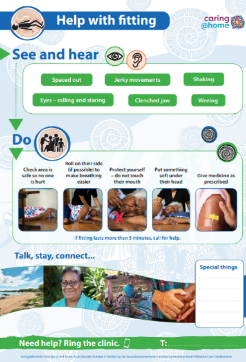 Help with fitting
caring
@home
See and hear
Spaced out
Jerky movements
Shaking
Eyes – rolling and staring
Clenched jaw
Weeing
Do
Check area is
safe so no one
is hurt
Roll on their side
(if possible) to
make breathing
easier
Protect yourself
- do not touch
their mouth
Put something
soft under
their head
Give medicine as
prescribed
If fitting lasts more than 5 minutes, call for help.
Talk, stay, connect...
Special things
Need help? Ring the clinic.
T: